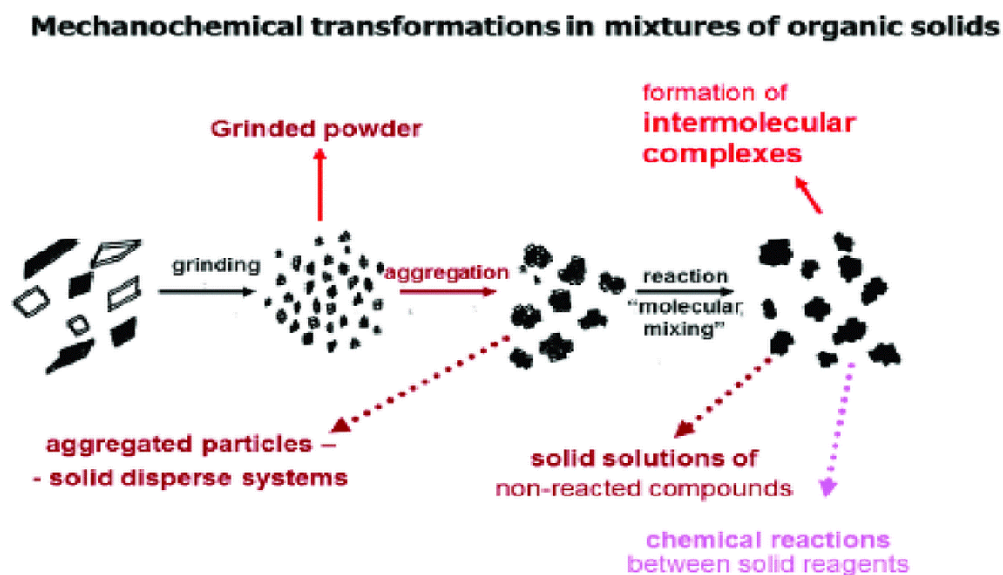 Mechanochemical transformations in mixtures of organic solids
formation of
intermolecular
complexes
Grinded powder
grinding
aggregation
reaction
"molecular
mixing"
aggregated particles –
- solid disperse systems
solid solutions of
non-reacted compounds
chemical reactions
between solid reagents